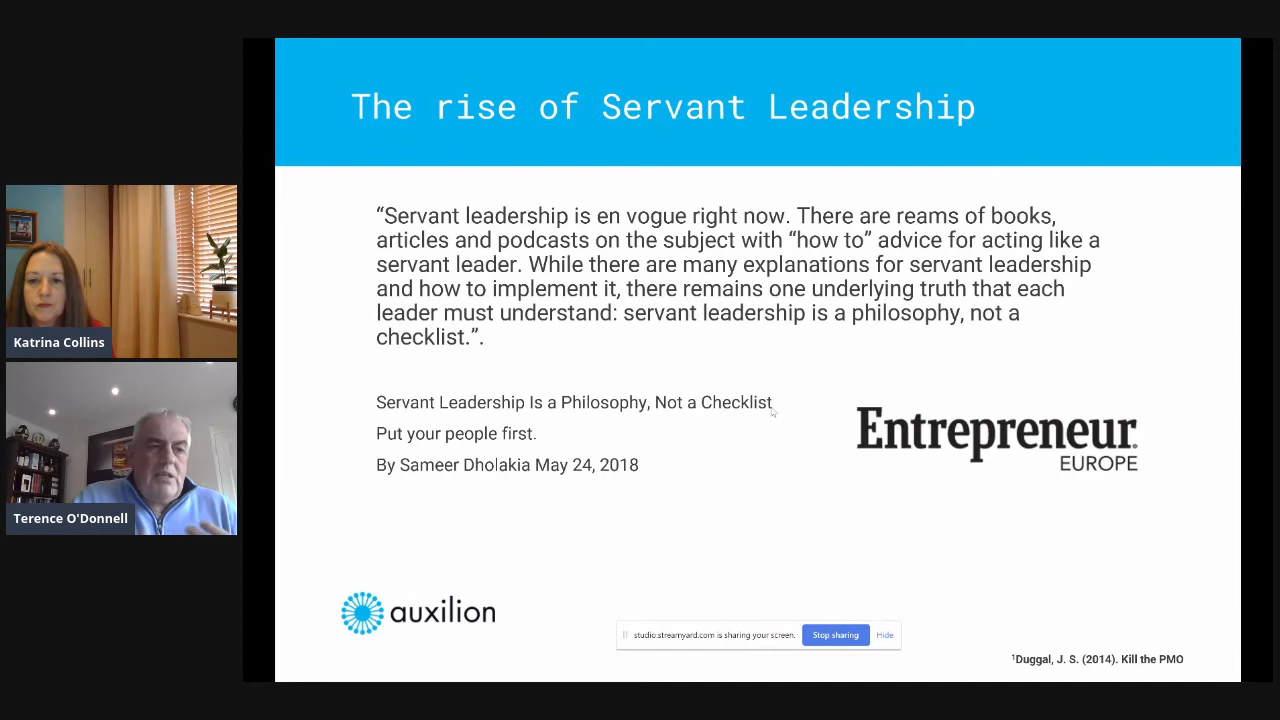 The rise of Servant Leadership
“Servant leadership is en vogue right now. There are reams of books,
articles and podcasts on the subject with “how to” advice for acting like a
servant leader. While there are many explanations for servant leadership
and how to implement it, there remains one underlying truth that each
leader must understand: servant leadership is a philosophy, not a
checklist.”.
Servant Leadership Is a Philosophy, Not a Checklist
Put your people first.
By Sameer Dholakia May 24, 2018
Entrepreneur
EUROPE
Katrina Collins
Terence O'Donnell
auxilion
studio.streamyard.com is sharing your screen. Stop sharing Hide
¹Duggal, J. S. (2014). Kill the PMO